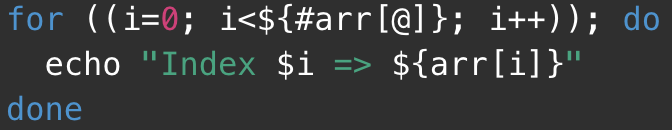 for ((i=0; i<${#arr[@]}; i++)); do
  echo "Index $i => ${arr[i]}"
done